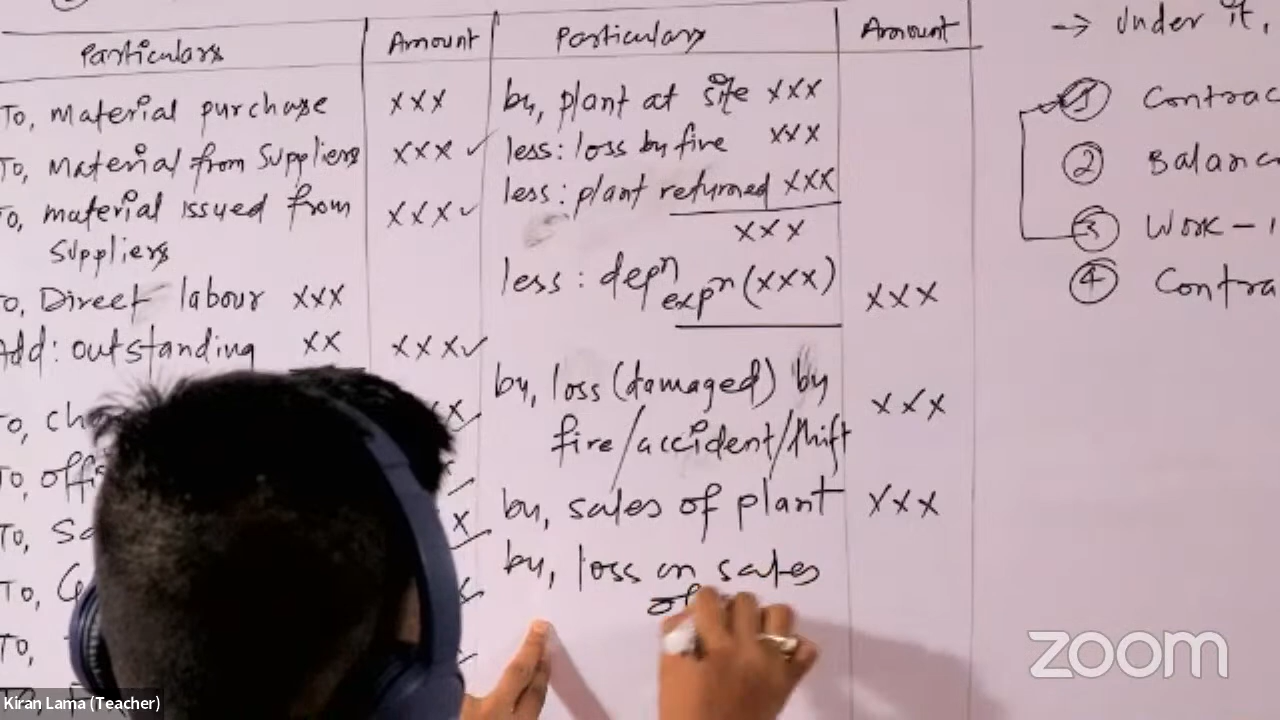 Particulars Amount Particulars Amount
To, Material purchase xxx
To, Material from Suppliers xxx ✓
To, material issued from xxx ✓
Suppliers
To, Direct labour xxx
Add: outstanding xx xxx ✓
To,
To,
To,
To,
To,
by, plant at site xxx
less: loss by fire xxx
less: plant returned xxx
xxx
less: depn expn (xxx) xxx
by, loss (damaged) by xxx
fire/accident/thift
by, sales of plant xxx
by, loss on sales
of
→ Under it,
① Contrac
② Balanc
③ Work - i
④ Contra
zoom
Kiran Lama (Teacher)